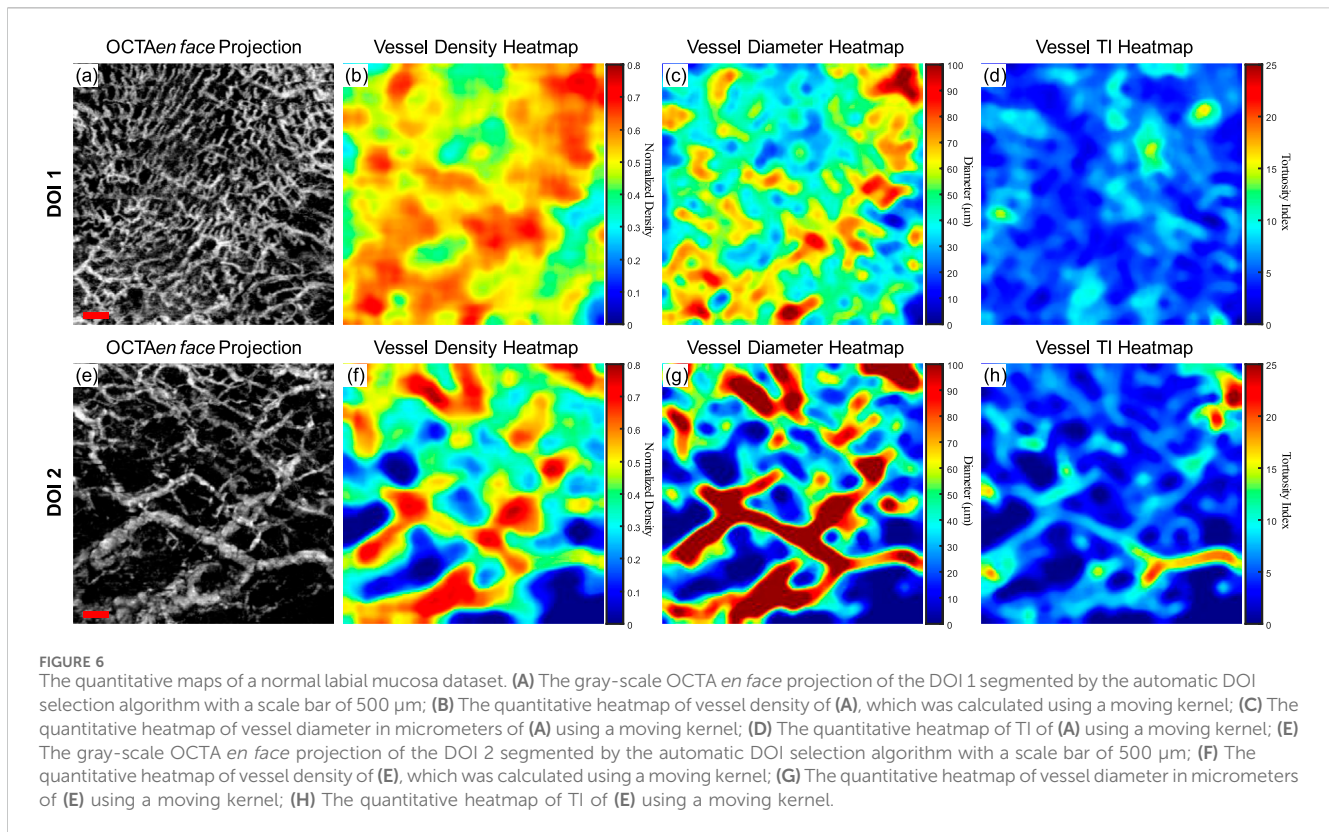 OCTAen face Projection
Vessel Density Heatmap
Vessel Diameter Heatmap
Vessel TI Heatmap
DOI 1
(a)
(b)
0.8
0.7
0.6
0.5
0.4
0.3
0.2
0.1
0
Normalized Density
(c)
100
90
80
70
60
50
40
30
20
10
0
Diameter (μm)
(d)
25
20
15
10
5
0
Tortuosity Index
OCTAen face Projection
Vessel Density Heatmap
Vessel Diameter Heatmap
Vessel TI Heatmap
DOI 2
(e)
(f)
0.8
0.7
0.6
0.5
0.4
0.3
0.2
0.1
0
Normalized Density
(g)
100
90
80
70
60
50
40
30
20
10
0
Diameter (μm)
(h)
25
20
15
10
5
0
Tortuosity Index
FIGURE 6
The quantitative maps of a normal labial mucosa dataset. (A) The gray-scale OCTA en face projection of the DOI 1 segmented by the automatic DOI
selection algorithm with a scale bar of 500 μm; (B) The quantitative heatmap of vessel density of (A), which was calculated using a moving kernel; (C) The
quantitative heatmap of vessel diameter in micrometers of (A) using a moving kernel; (D) The quantitative heatmap of TI of (A) using a moving kernel; (E)
The gray-scale OCTA en face projection of the DOI 2 segmented by the automatic DOI selection algorithm with a scale bar of 500 μm; (F) The
quantitative heatmap of vessel density of (E), which was calculated using a moving kernel; (G) The quantitative heatmap of vessel diameter in micrometers
of (E) using a moving kernel; (H) The quantitative heatmap of TI of (E) using a moving kernel.